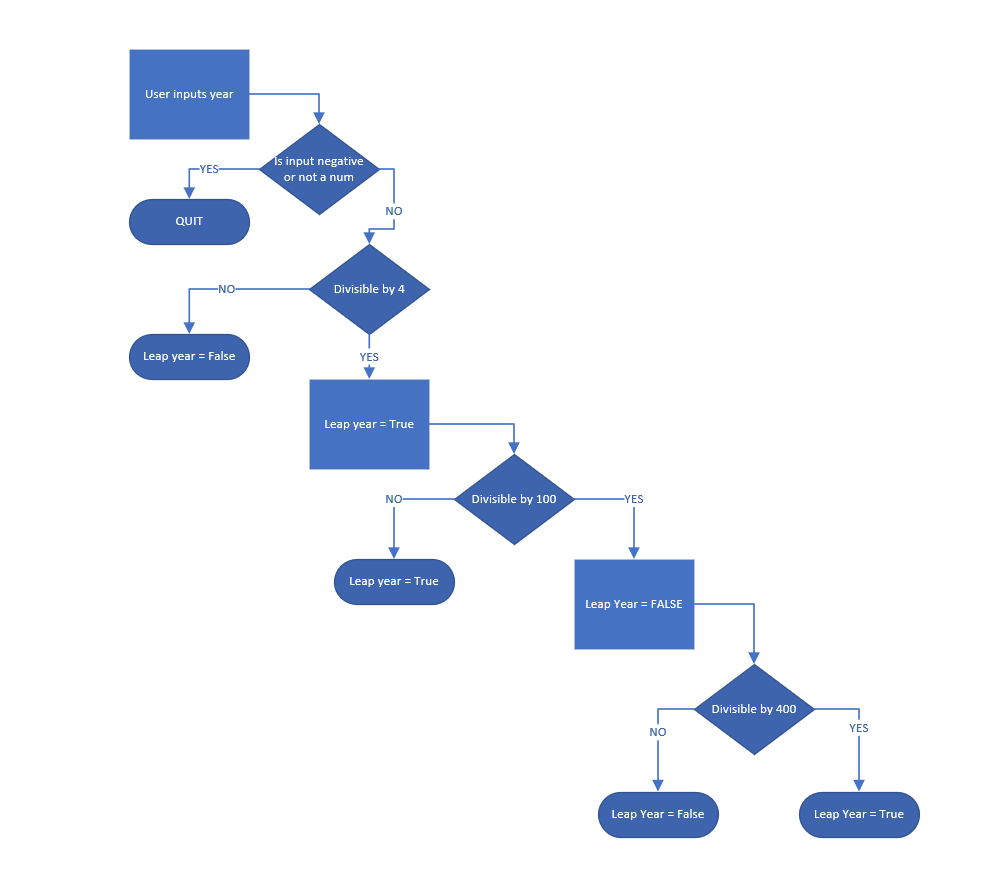 User inputs year
Is input negative
or not a num
YES
NO
QUIT
Divisible by 4
NO
YES
Leap year = False
Leap year = True
Divisible by 100
NO
YES
Leap year = True
Leap Year = FALSE
Divisible by 400
NO
YES
Leap Year = False
Leap Year = True